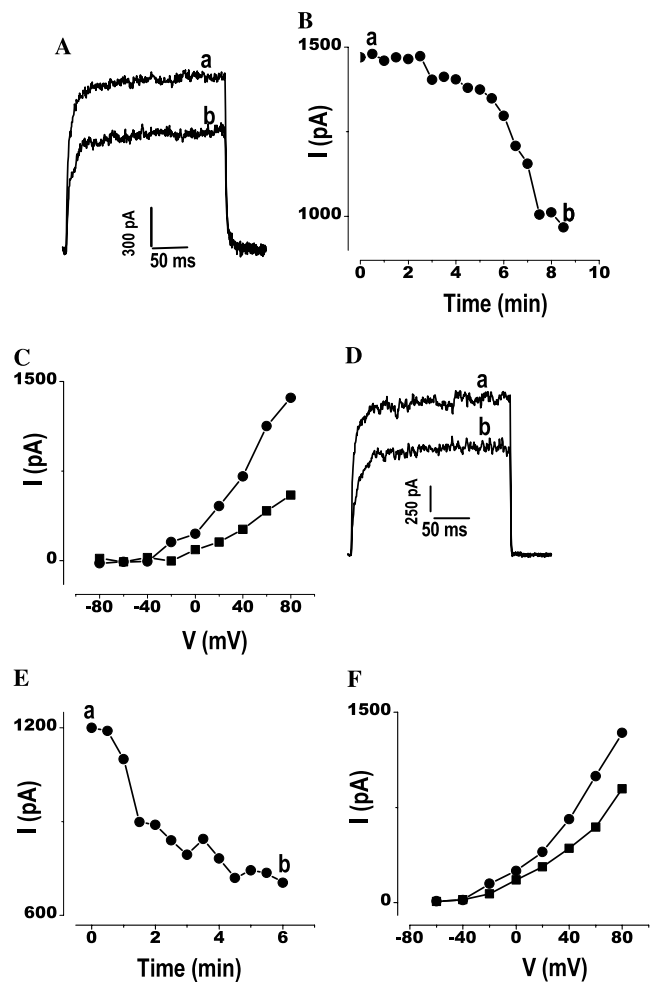 A
a
b
300 pA
50 ms
B
1500
1000
I (pA)
a
b
0 2 4 6 8 10
Time (min)
C
1500
0
I (pA)
-80 -40 0 40 80
V (mV)
D
a
b
250 pA
50 ms
E
1200
600
I (pA)
a
b
0 2 4 6
Time (min)
F
1500
0
I (pA)
-80 -40 0 40 80
V (mV)